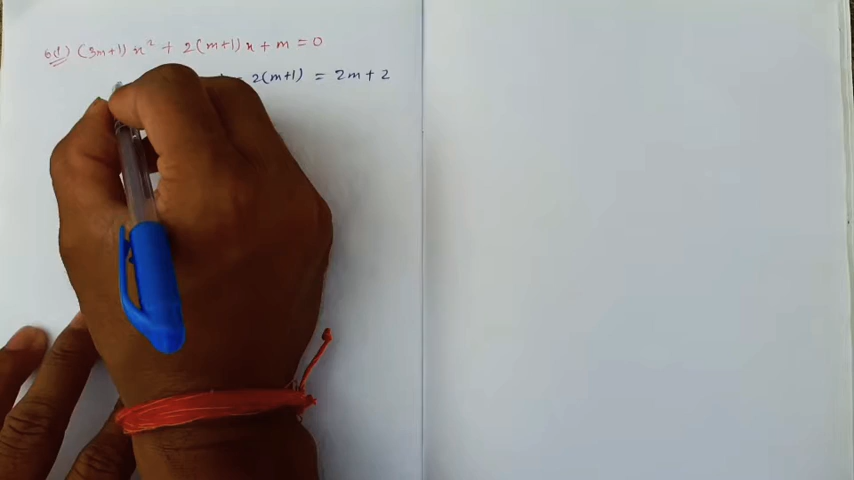 6(i) (3m+1)x² + 2(m+1)x + m = 0
= 2(m+1) = 2m + 2